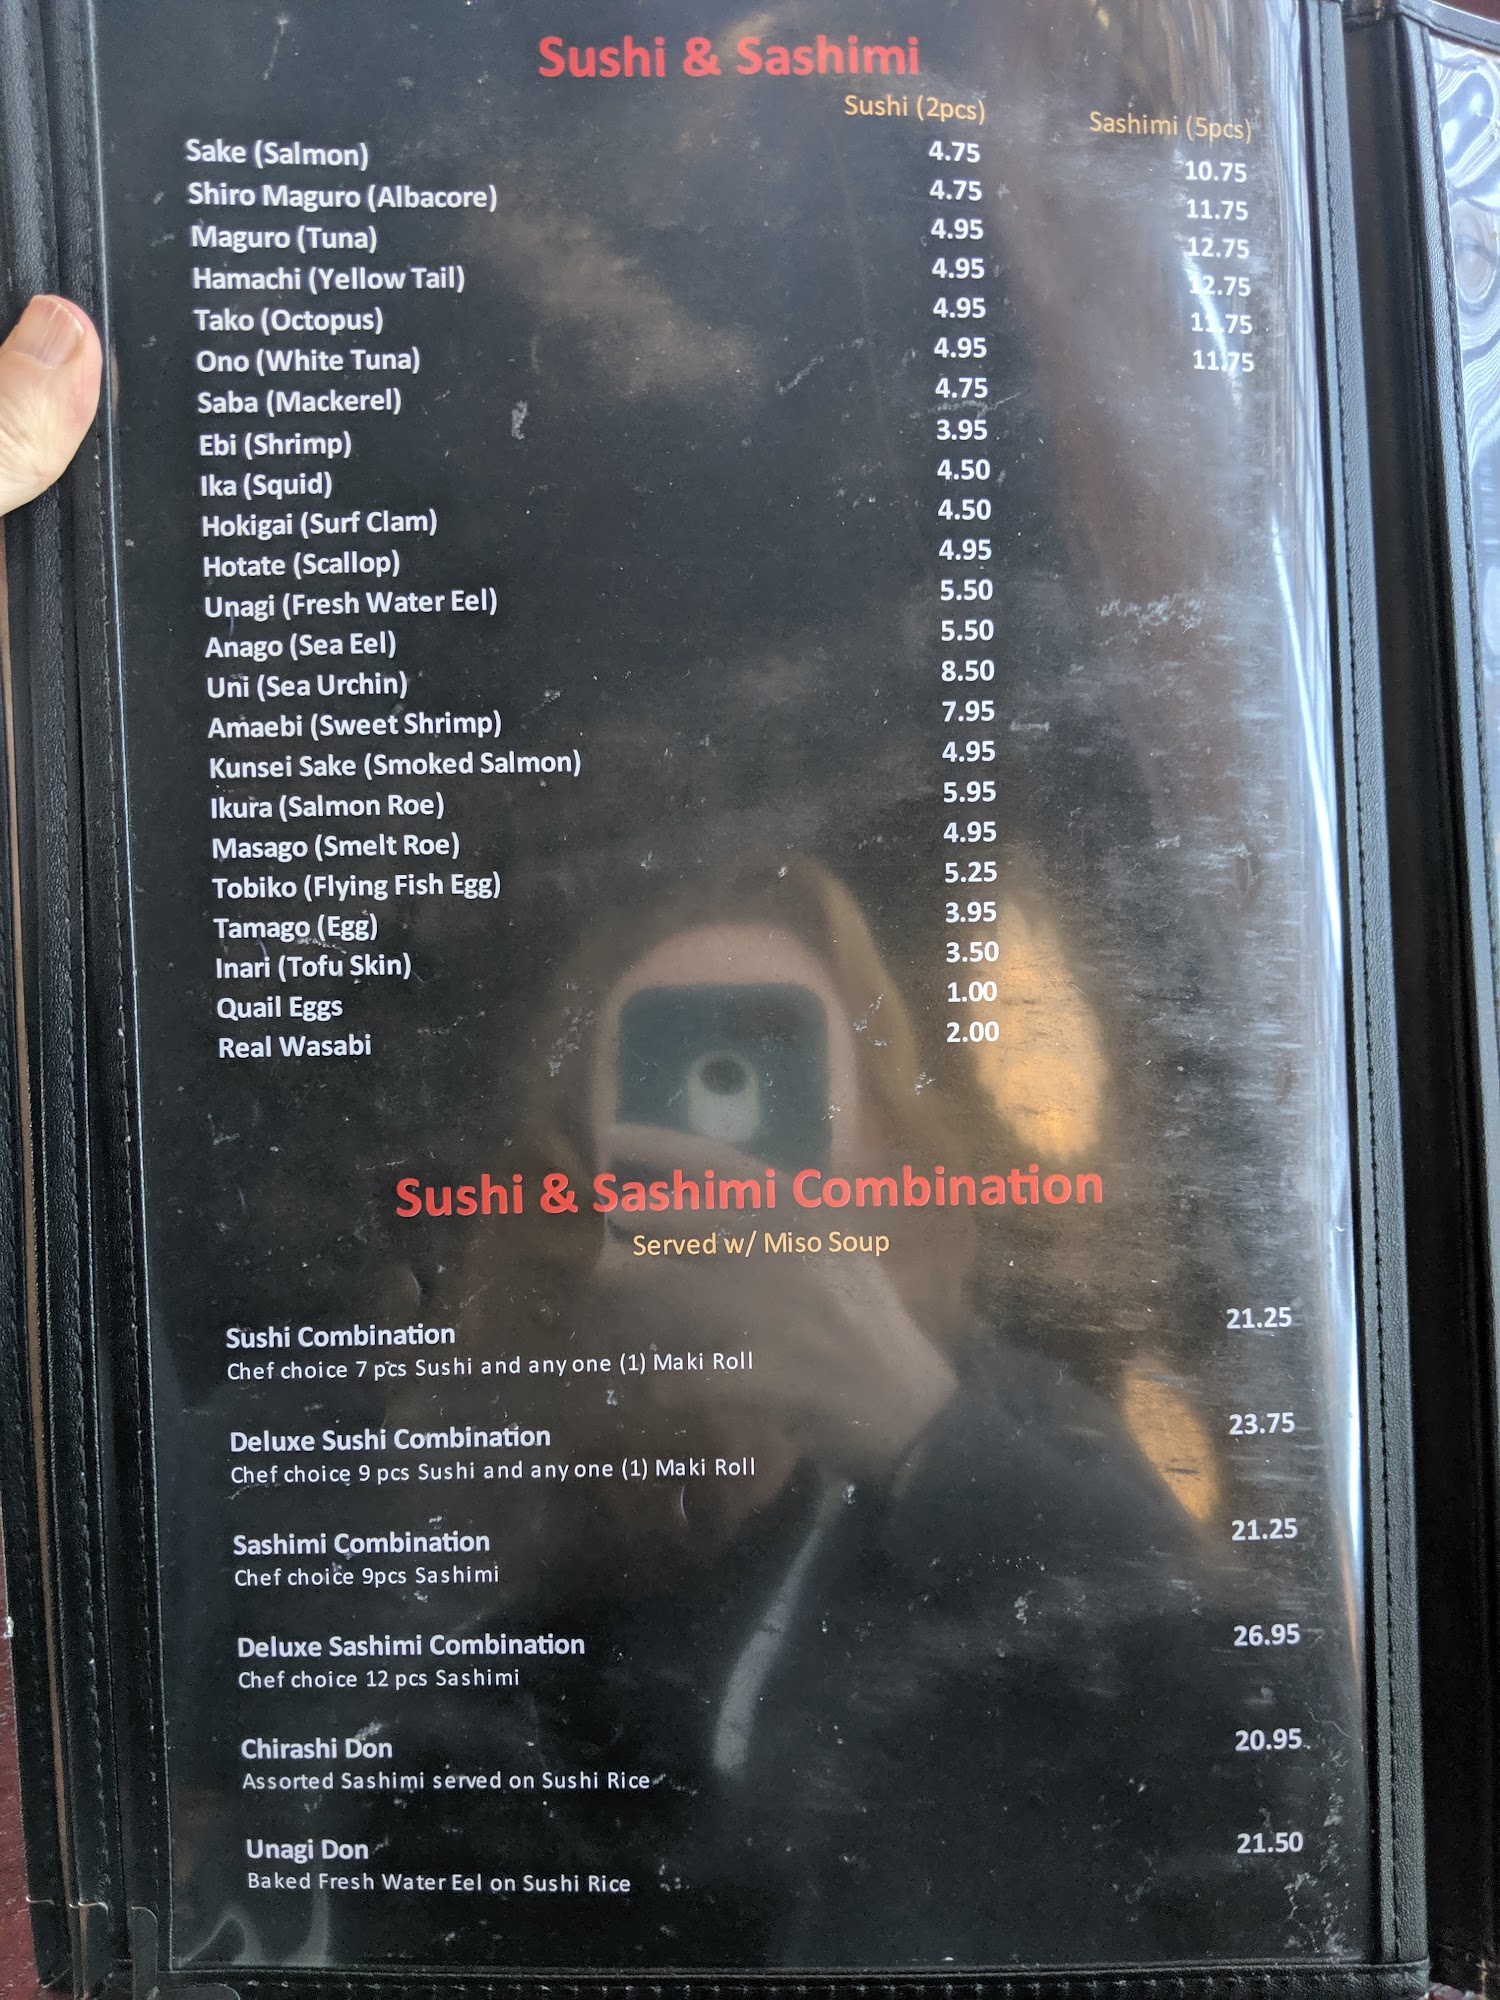 Sushi & Sashimi
Sushi (2pcs) Sashimi (5pcs)
Sake (Salmon) 4.75 10.75
Shiro Maguro (Albacore) 4.75 11.75
Maguro (Tuna) 4.95 12.75
Hamachi (Yellow Tail) 4.95 12.75
Tako (Octopus) 4.95 11.75
Ono (White Tuna) 4.95 11.75
Saba (Mackerel) 4.75
Ebi (Shrimp) 3.95
Ika (Squid) 4.50
Hokigai (Surf Clam) 4.50
Hotate (Scallop) 4.95
Unagi (Fresh Water Eel) 5.50
Anago (Sea Eel) 5.50
Uni (Sea Urchin) 8.50
Amaebi (Sweet Shrimp) 7.95
Kunsei Sake (Smoked Salmon) 4.95
Ikura (Salmon Roe) 5.95
Masago (Smelt Roe) 4.95
Tobiko (Flying Fish Egg) 5.25
Tamago (Egg) 3.95
Inari (Tofu Skin) 3.50
Quail Eggs 1.00
Real Wasabi 2.00
Sushi & Sashimi Combination
Served w/ Miso Soup
Sushi Combination 21.25
Chef choice 7 pcs Sushi and any one (1) Maki Roll
Deluxe Sushi Combination 23.75
Chef choice 9 pcs Sushi and any one (1) Maki Roll
Sashimi Combination 21.25
Chef choice 9pcs Sashimi
Deluxe Sashimi Combination 26.95
Chef choice 12 pcs Sashimi
Chirashi Don 20.95
Assorted Sashimi served on Sushi Rice
Unagi Don 21.50
Baked Fresh Water Eel on Sushi Rice